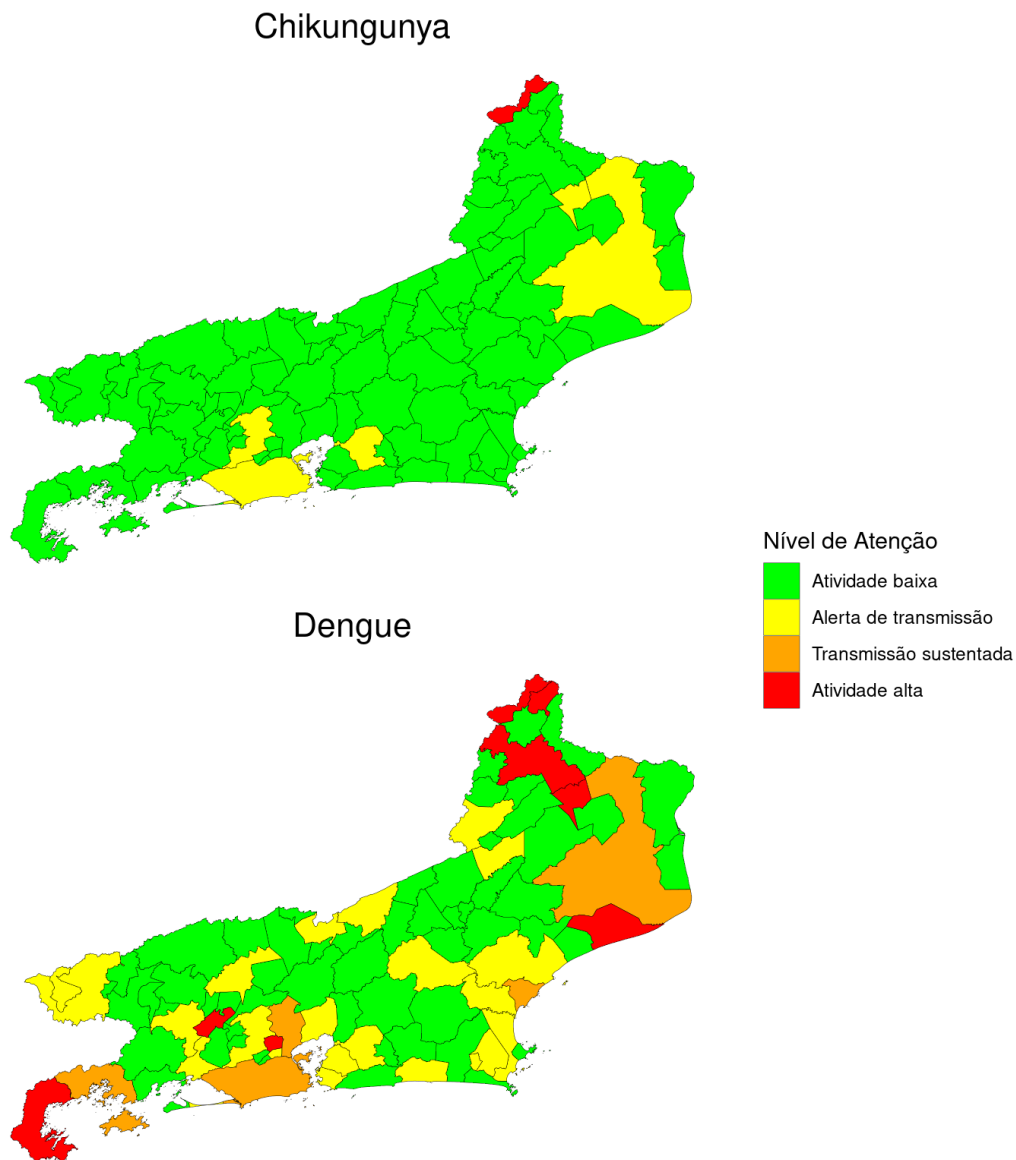 Chikungunya
Nível de Atenção
Atividade baixa
Alerta de transmissão
Transmissão sustentada
Atividade alta
Dengue